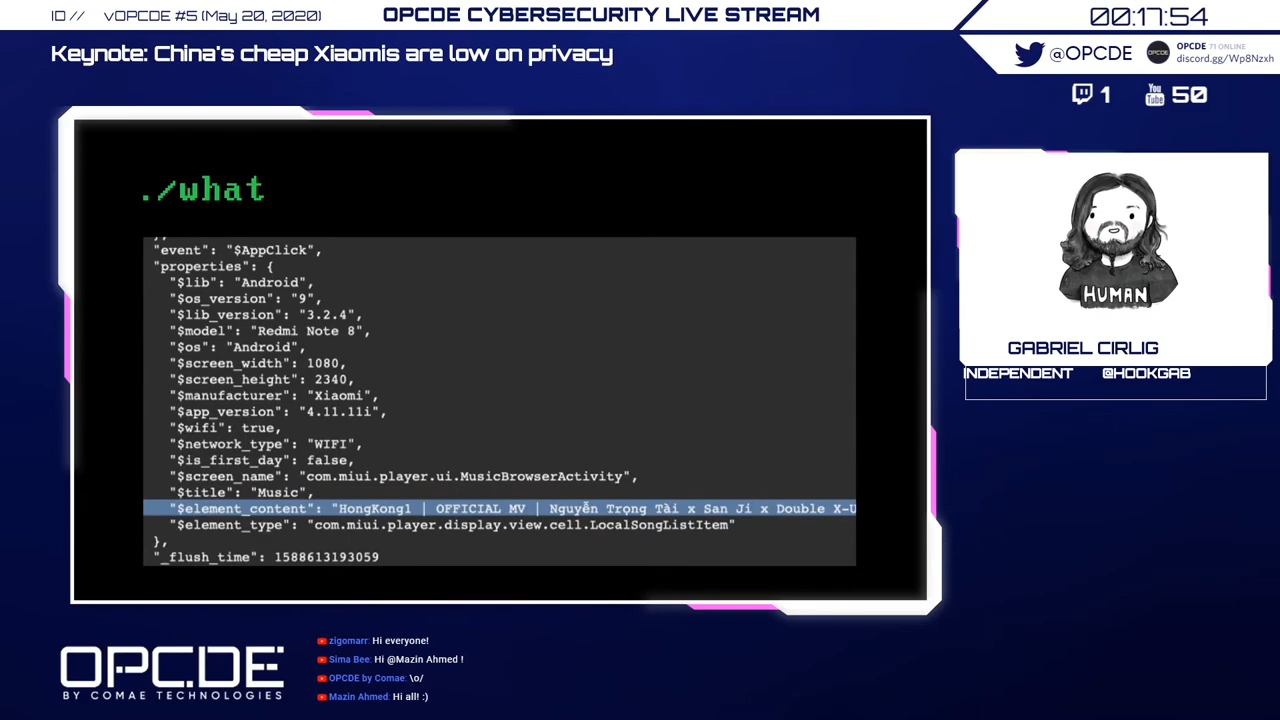 ID // vOPCDE #5 (May 20, 2020)
OPCDE CYBERSECURITY LIVE STREAM
00:17:54
Keynote: China's cheap Xiaomis are low on privacy
@OPCDE
OPCDE 71 ONLINE
discord.gg/Wp8Nzxh
1
You Tube 50
./what
},
"event": "$AppClick",
"properties": {
"$lib": "Android",
"$os_version": "9",
"$lib_version": "3.2.4",
"$model": "Redmi Note 8",
"$os": "Android",
"$screen_width": 1080,
"$screen_height": 2340,
"$manufacturer": "Xiaomi",
"$app_version": "4.11.11i",
"$wifi": true,
"$network_type": "WIFI",
"$is_first_day": false,
"$screen_name": "com.miui.player.ui.MusicBrowserActivity",
"$title": "Music",
"$element_content": "HongKong1 | OFFICIAL MV | Nguyễn Trọng Tài x San Ji x Double X-U
"$element_type": "com.miui.player.display.view.cell.LocalSongListItem"
},
"_flush_time": 1588613193059
HUMAN
GABRIEL CIRLIG
INDEPENDENT @HOOKGAB
OPCDE
BY COMAE TECHNOLOGIES
zigomarr: Hi everyone!
Sima Bee: Hi @Mazin Ahmed !
OPCDE by Comae: \o/
Mazin Ahmed: Hi all! :)